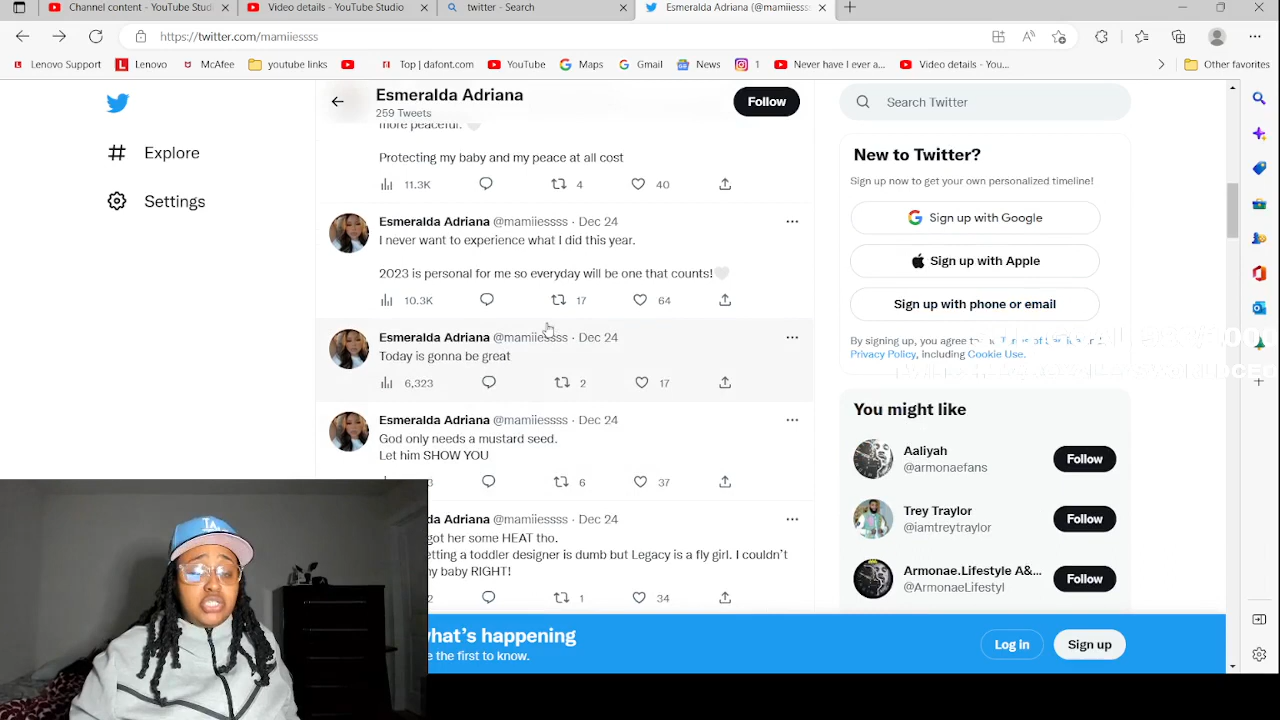 Channel content - YouTube Studi
Video details - YouTube Studio
twitter - Search
Esmeralda Adriana (@mamiiesss
https://twitter.com/mamiiessss
Lenovo Support
Lenovo
McAfee
youtube links
Top | dafont.com
YouTube
Maps
Gmail
News
1
Never have I ever a...
Video details - You...
Other favorites
Esmeralda Adriana
259 Tweets
Follow
Explore
Settings
more peaceful.
Protecting my baby and my peace at all cost
11.3K 4 40
Esmeralda Adriana @mamiiessss · Dec 24
I never want to experience what I did this year.
2023 is personal for me so everyday will be one that counts!
10.3K 17 64
Esmeralda Adriana @mamiiessss · Dec 24
Today is gonna be great
6,323 2 17
Esmeralda Adriana @mamiiessss · Dec 24
God only needs a mustard seed.
Let him SHOW YOU
3 6 37
da Adriana @mamiiessss · Dec 24
got her some HEAT tho.
etting a toddler designer is dumb but Legacy is a fly girl. I couldn't
my baby RIGHT!
2 1 34
Search Twitter
New to Twitter?
Sign up now to get your own personalized timeline!
Sign up with Google
Sign up with Apple
Sign up with phone or email
By signing up, you agree to
Privacy Policy, including Cookie Use.
You might like
Aaliyah
@armonaefans
Follow
Trey Traylor
@iamtreytraylor
Follow
Armonae.Lifestyle A&...
@ArmonaeLifestyl
Follow
what's happening
e the first to know.
Log in
Sign up
LA